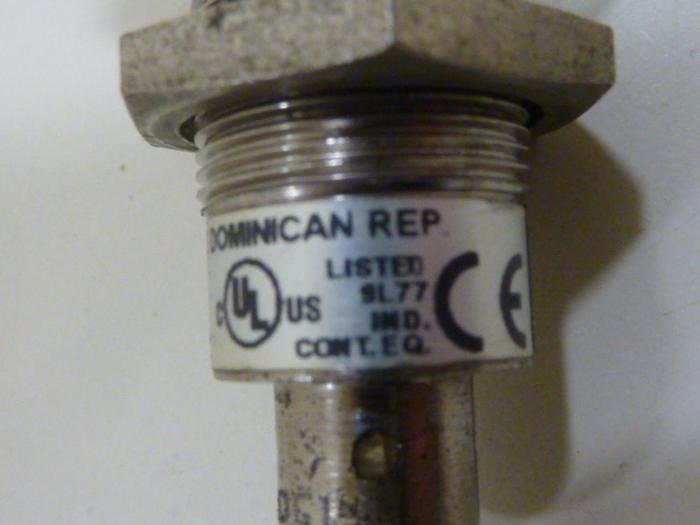 DOMINICAN REP.
LISTED
C UL US 9L77
IND.
CONT.EQ.
CE